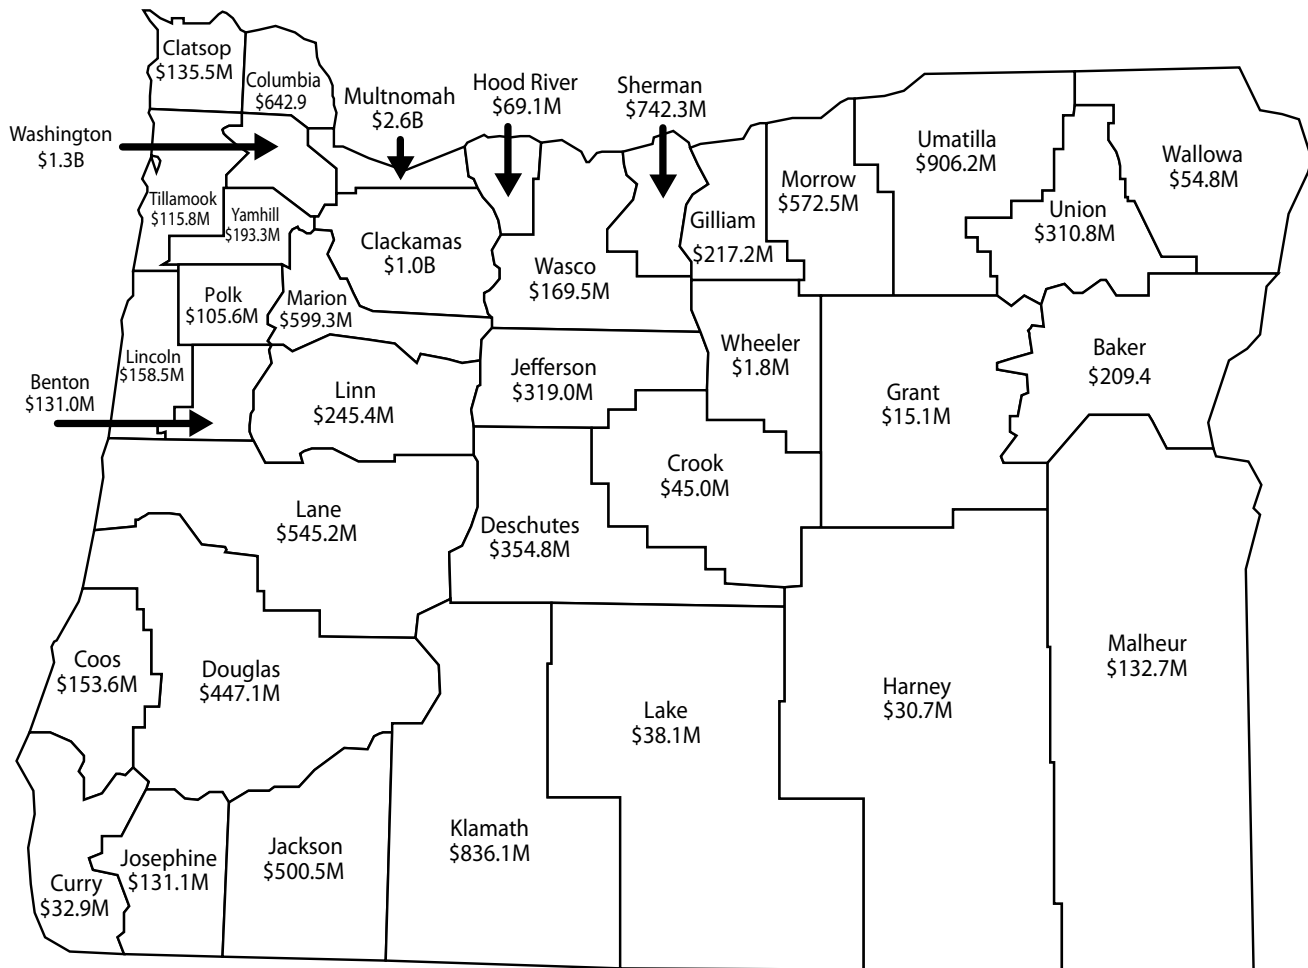 Clatsop
$135.5M
Columbia
$642.9
Multnomah
$2.6B
Hood River
$69.1M
Sherman
$742.3M
Washington
$1.3B
Umatilla
$906.2M
Wallowa
$54.8M
Morrow
$572.5M
Union
$310.8M
Gilliam
$217.2M
Tillamook
$115.8M
Yamhill
$193.3M
Clackamas
$1.0B
Wasco
$169.5M
Polk
$105.6M
Marion
$599.3M
Wheeler
$1.8M
Baker
$209.4
Lincoln
$158.5M
Benton
$131.0M
Linn
$245.4M
Jefferson
$319.0M
Grant
$15.1M
Crook
$45.0M
Lane
$545.2M
Deschutes
$354.8M
Coos
$153.6M
Douglas
$447.1M
Malheur
$132.7M
Harney
$30.7M
Lake
$38.1M
Klamath
$836.1M
Jackson
$500.5M
Josephine
$131.1M
Curry
$32.9M